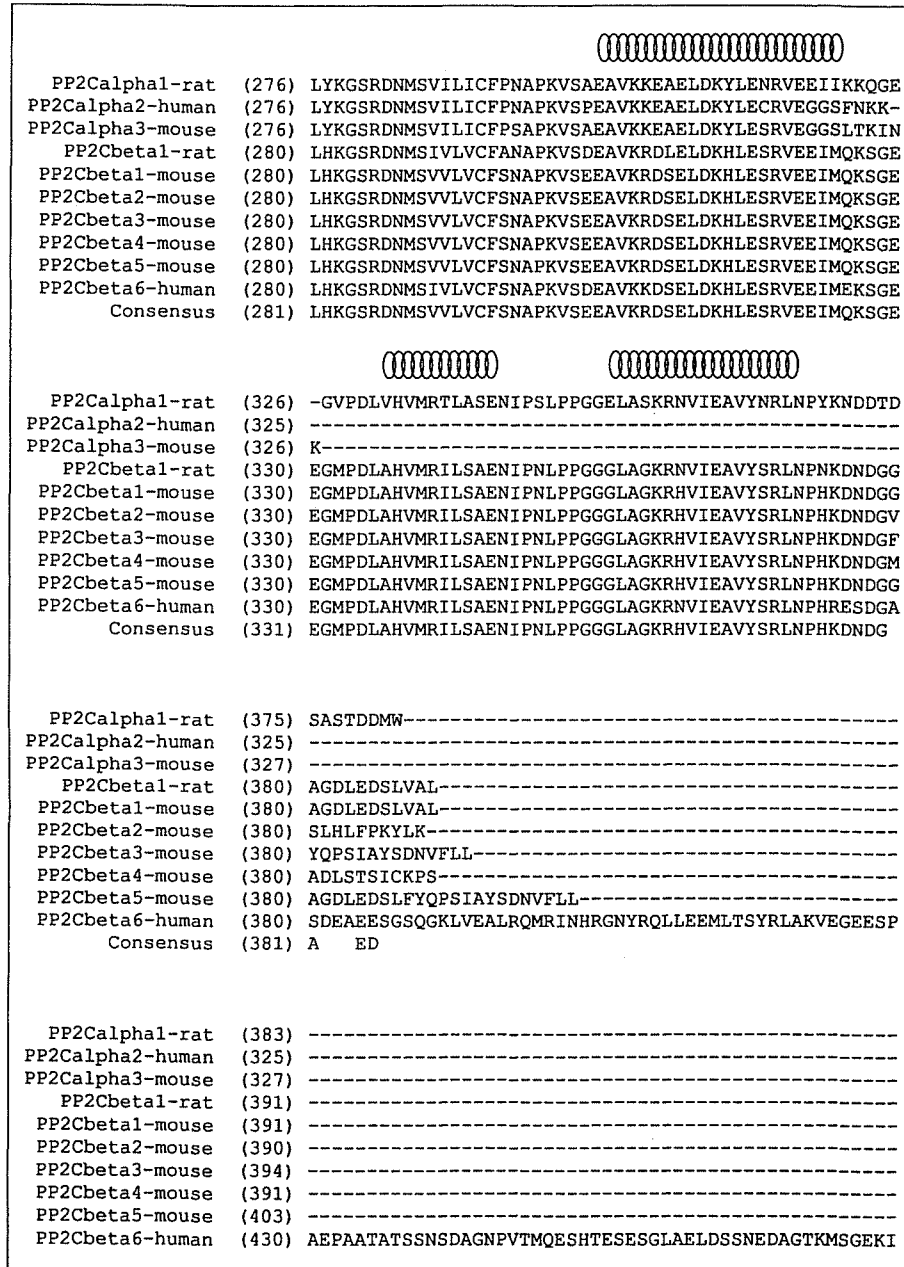 PP2Calpha1-rat (276) LYKGSRDNMSVILICFPNAPKVSAEAVKKEAELDKYLENRVEEIIKKQGE
PP2Calpha2-human (276) LYKGSRDNMSVILICFPNAPKVSPEAVKKEAELDKYLECRVEGGSFNKK-
PP2Calpha3-mouse (276) LYKGSRDNMSVILICFPSAPKVSAEAVKKEAELDKYLESRVEGGSLTKIN
PP2Cbeta1-rat (280) LHKGSRDNMSIVLVCFANAPKVSDEAVKRDLELDKHLESRVEEIMQKSGE
PP2Cbeta1-mouse (280) LHKGSRDNMSVVLVCFSNAPKVSEEAVKRDSELDKHLESRVEEIMQKSGE
PP2Cbeta2-mouse (280) LHKGSRDNMSVVLVCFSNAPKVSEEAVKRDSELDKHLESRVEEIMQKSGE
PP2Cbeta3-mouse (280) LHKGSRDNMSVVLVCFSNAPKVSEEAVKRDSELDKHLESRVEEIMQKSGE
PP2Cbeta4-mouse (280) LHKGSRDNMSVVLVCFSNAPKVSEEAVKRDSELDKHLESRVEEIMQKSGE
PP2Cbeta5-mouse (280) LHKGSRDNMSVVLVCFSNAPKVSEEAVKRDSELDKHLESRVEEIMQKSGE
PP2Cbeta6-human (280) LHKGSRDNMSIVLVCFSNAPKVSDEAVKRDSELDKHLESRVEEIMEKSGE
Consensus (281) LHKGSRDNMSVVLVCFSNAPKVSEEAVKRDSELDKHLESRVEEIMQKSGE
PP2Calpha1-rat (326) -GVPDLVHVMRTLASENIPSLPPGGELASKRNVIEAVYNRLNPYKNDDTD
PP2Calpha2-human (325) --------------------------------------------------
PP2Calpha3-mouse (326) K-------------------------------------------------
PP2Cbeta1-rat (330) EGMPDLAHVMRILSAENIPNLPPGGGLAGKRNVIEAVYSRLNPNKDNDGG
PP2Cbeta1-mouse (330) EGMPDLAHVMRILSAENIPNLPPGGGLAGKRHVIEAVYSRLNPHKDNDGG
PP2Cbeta2-mouse (330) EGMPDLAHVMRILSAENIPNLPPGGGLAGKRHVIEAVYSRLNPHKDNDGV
PP2Cbeta3-mouse (330) EGMPDLAHVMRILSAENIPNLPPGGGLAGKRHVIEAVYSRLNPHKDNDGF
PP2Cbeta4-mouse (330) EGMPDLAHVMRILSAENIPNLPPGGGLAGKRHVIEAVYSRLNPHKDNDGM
PP2Cbeta5-mouse (330) EGMPDLAHVMRILSAENIPNLPPGGGLAGKRHVIEAVYSRLNPHKDNDGG
PP2Cbeta6-human (330) EGMPDLAHVMRILSAENIPNLPPGGGLAGKRNVIEAVYSRLNPHRESDGA
Consensus (331) EGMPDLAHVMRILSAENIPNLPPGGGLAGKRHVIEAVYSRLNPHKDNDG
PP2Calpha1-rat (375) SASTDDMW------------------------------------------
PP2Calpha2-human (325) --------------------------------------------------
PP2Calpha3-mouse (327) --------------------------------------------------
PP2Cbeta1-rat (380) AGDLEDSLVAL---------------------------------------
PP2Cbeta1-mouse (380) AGDLEDSLVAL---------------------------------------
PP2Cbeta2-mouse (380) SLHLFPKYLK----------------------------------------
PP2Cbeta3-mouse (380) YQPSIAYSDNVFLL------------------------------------
PP2Cbeta4-mouse (380) ADLSTSICKPS---------------------------------------
PP2Cbeta5-mouse (380) AGDLEDSLFYQPSIAYSDNVFLL---------------------------
PP2Cbeta6-human (380) SDEAEESGSQGKLVEALRQMRINHRGNYRQLLEEMLTSYRLAKVEGEESP
Consensus (381) A   ED
PP2Calpha1-rat (383) --------------------------------------------------
PP2Calpha2-human (325) --------------------------------------------------
PP2Calpha3-mouse (327) --------------------------------------------------
PP2Cbeta1-rat (391) --------------------------------------------------
PP2Cbeta1-mouse (391) --------------------------------------------------
PP2Cbeta2-mouse (390) --------------------------------------------------
PP2Cbeta3-mouse (394) --------------------------------------------------
PP2Cbeta4-mouse (391) --------------------------------------------------
PP2Cbeta5-mouse (403) --------------------------------------------------
PP2Cbeta6-human (430) AEPAATATSSNSDAGNPVTMQESHTESESGLAELDSSNEDAGTKMSGEKI